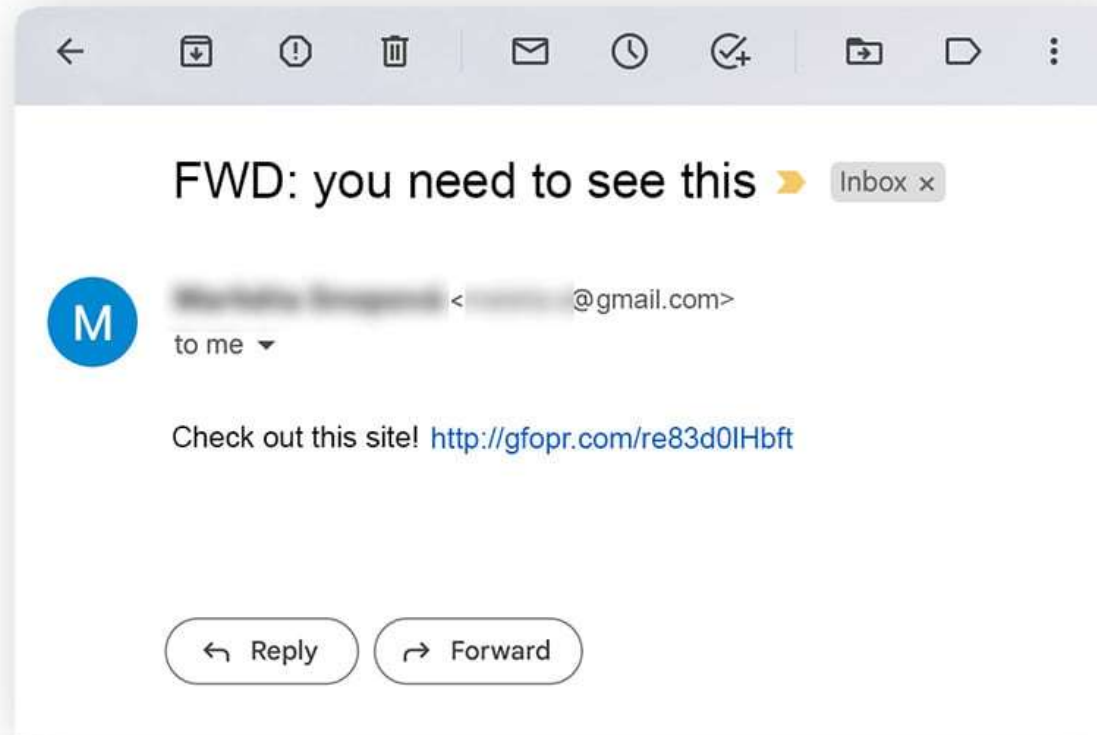 FWD: you need to see this Inbox ×
M
< @gmail.com>
to me
Check out this site! http://gfopr.com/re83d0IHbft
Reply Forward